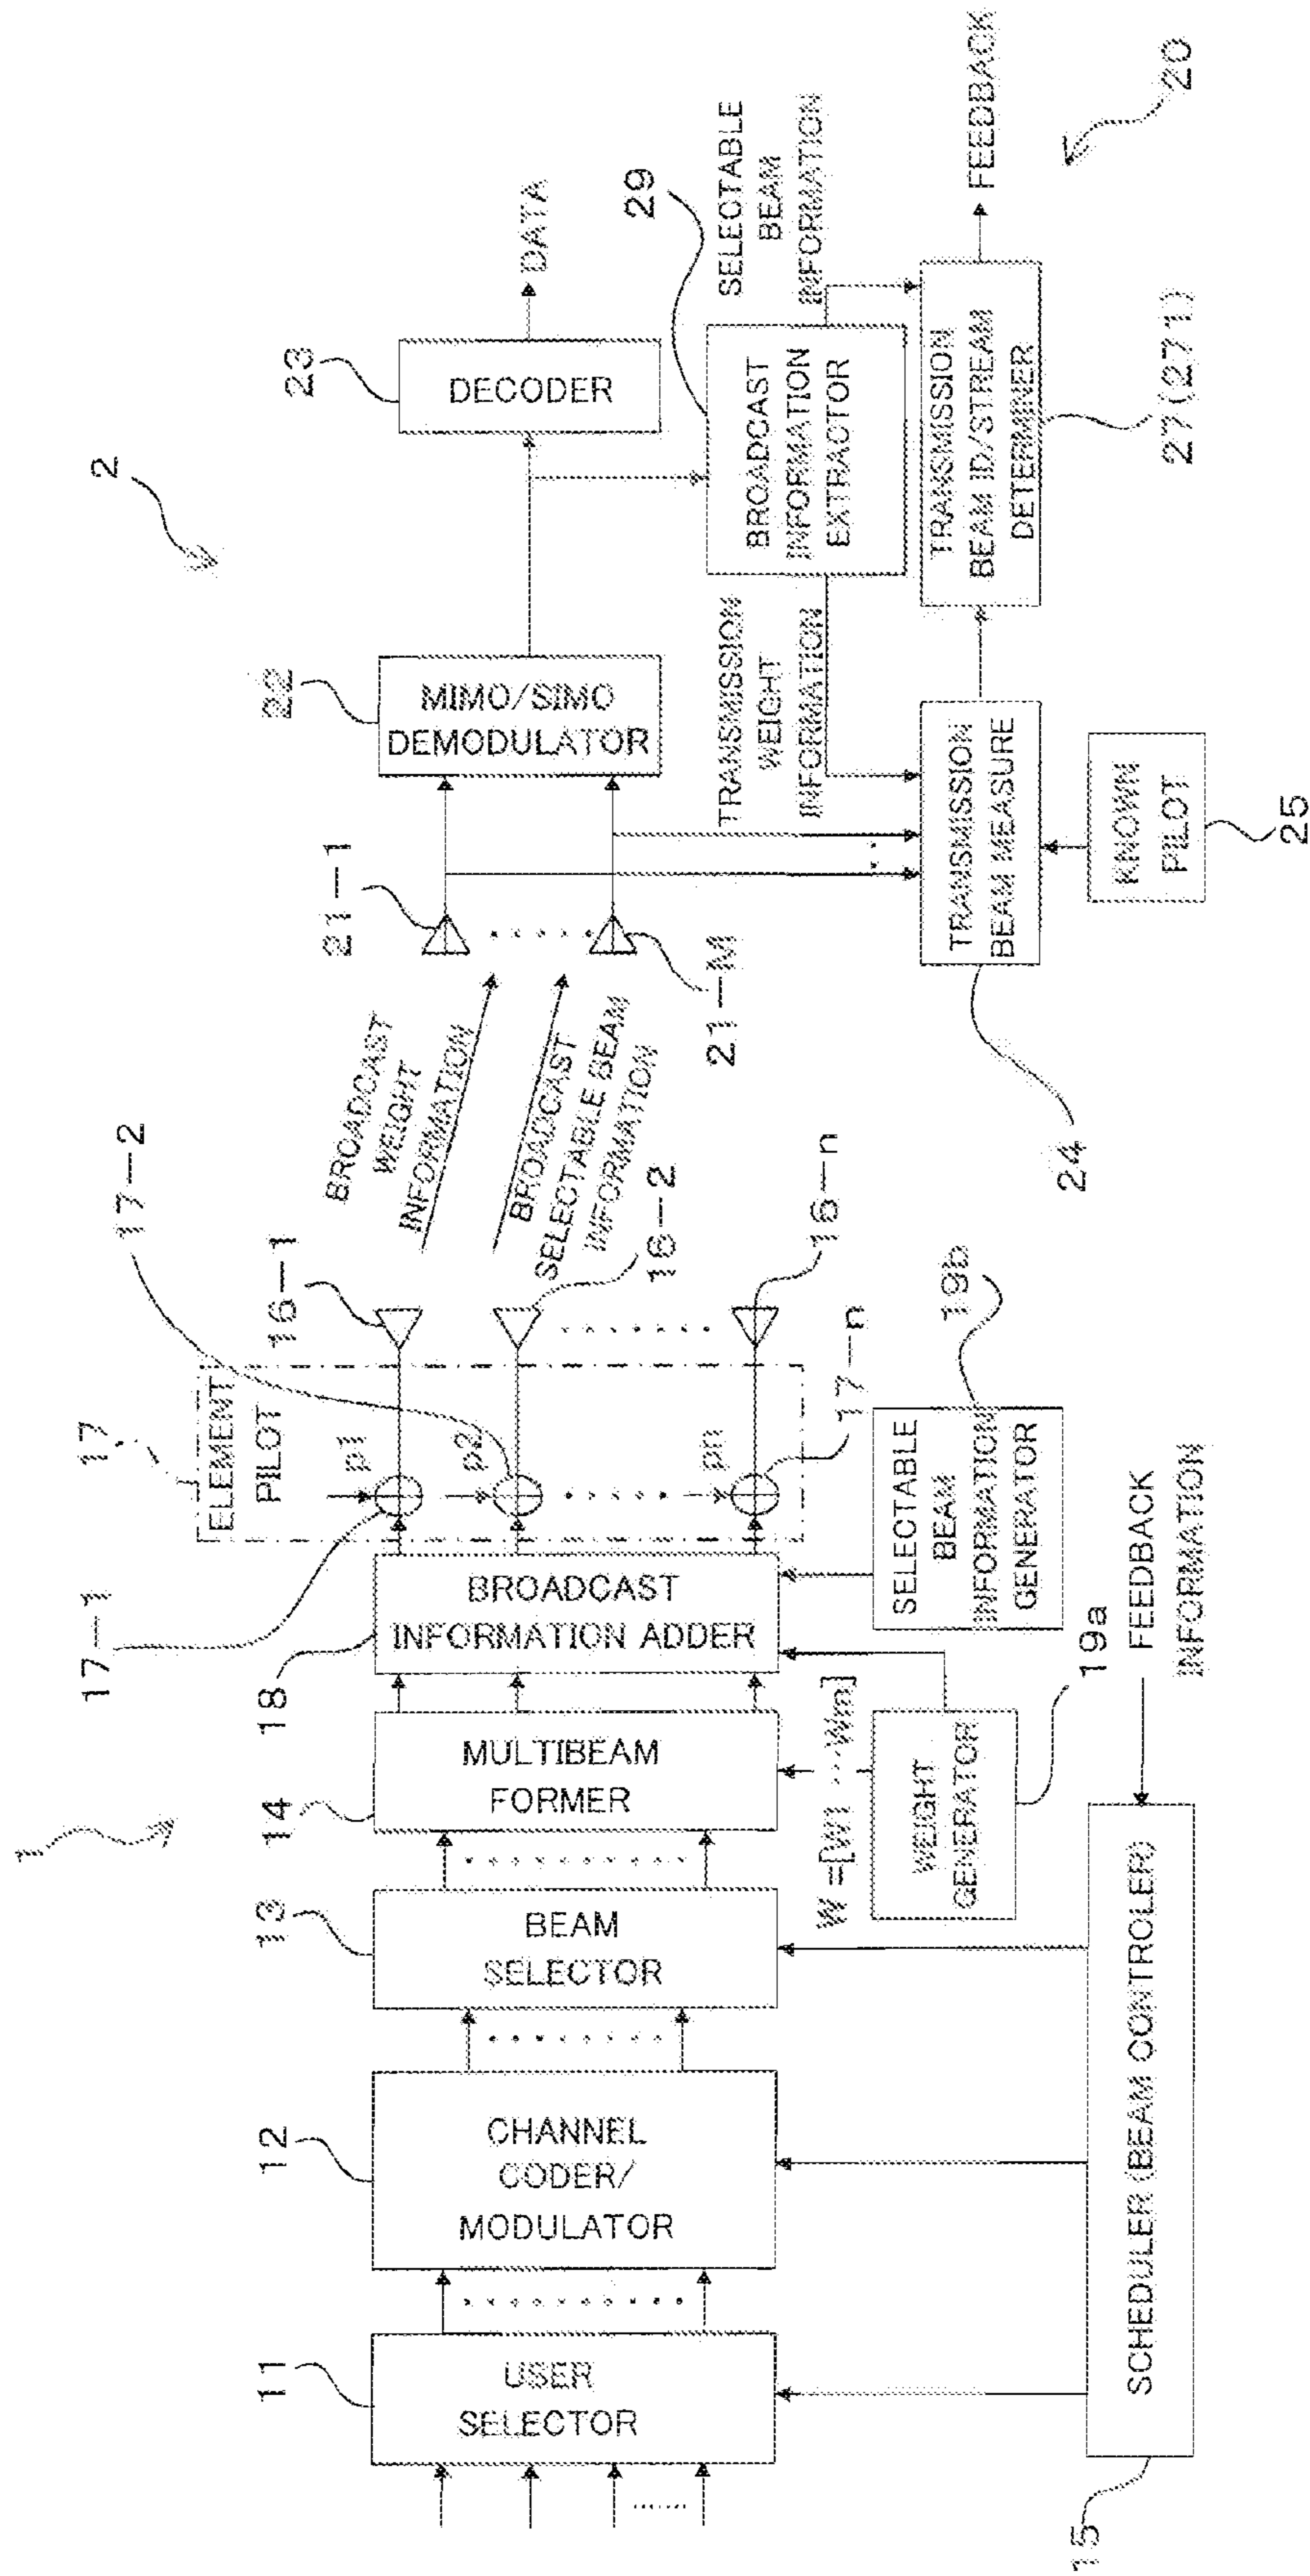 1
2
20
11
USER
SELECTOR
12
CHANNEL
CODER/
MODULATOR
13
BEAM
SELECTOR
14
MULTIBEAM
FORMER
18
BROADCAST
INFORMATION ADDER
17-1
17
ELEMENT
PILOT
p1
p2
pn
17-2
17-n
16-1
16-2
16-n
W =[W1 ···Wm]
WEIGHT
GENERATOR
19a
SELECTABLE
BEAM
INFORMATION
GENERATOR
19b
15
SCHEDULER (BEAM CONTROLER)
FEEDBACK
INFORMATION
BROADCAST
WEIGHT
INFORMATION
BROADCAST
SELECTABLE BEAM
INFORMATION
21-1
21-M
22
MIMO/SIMO
DEMODULATOR
23
DECODER
DATA
29
BROADCAST
INFORMATION
EXTRACTOR
SELECTABLE
BEAM
INFORMATION
TRANSMISSION
WEIGHT
INFORMATION
TRANSMISSION
BEAM MEASURE
24
KNOWN
PILOT
25
TRANSMISSION
BEAM ID/STREAM
DETERMINER
27(271)
FEEDBACK